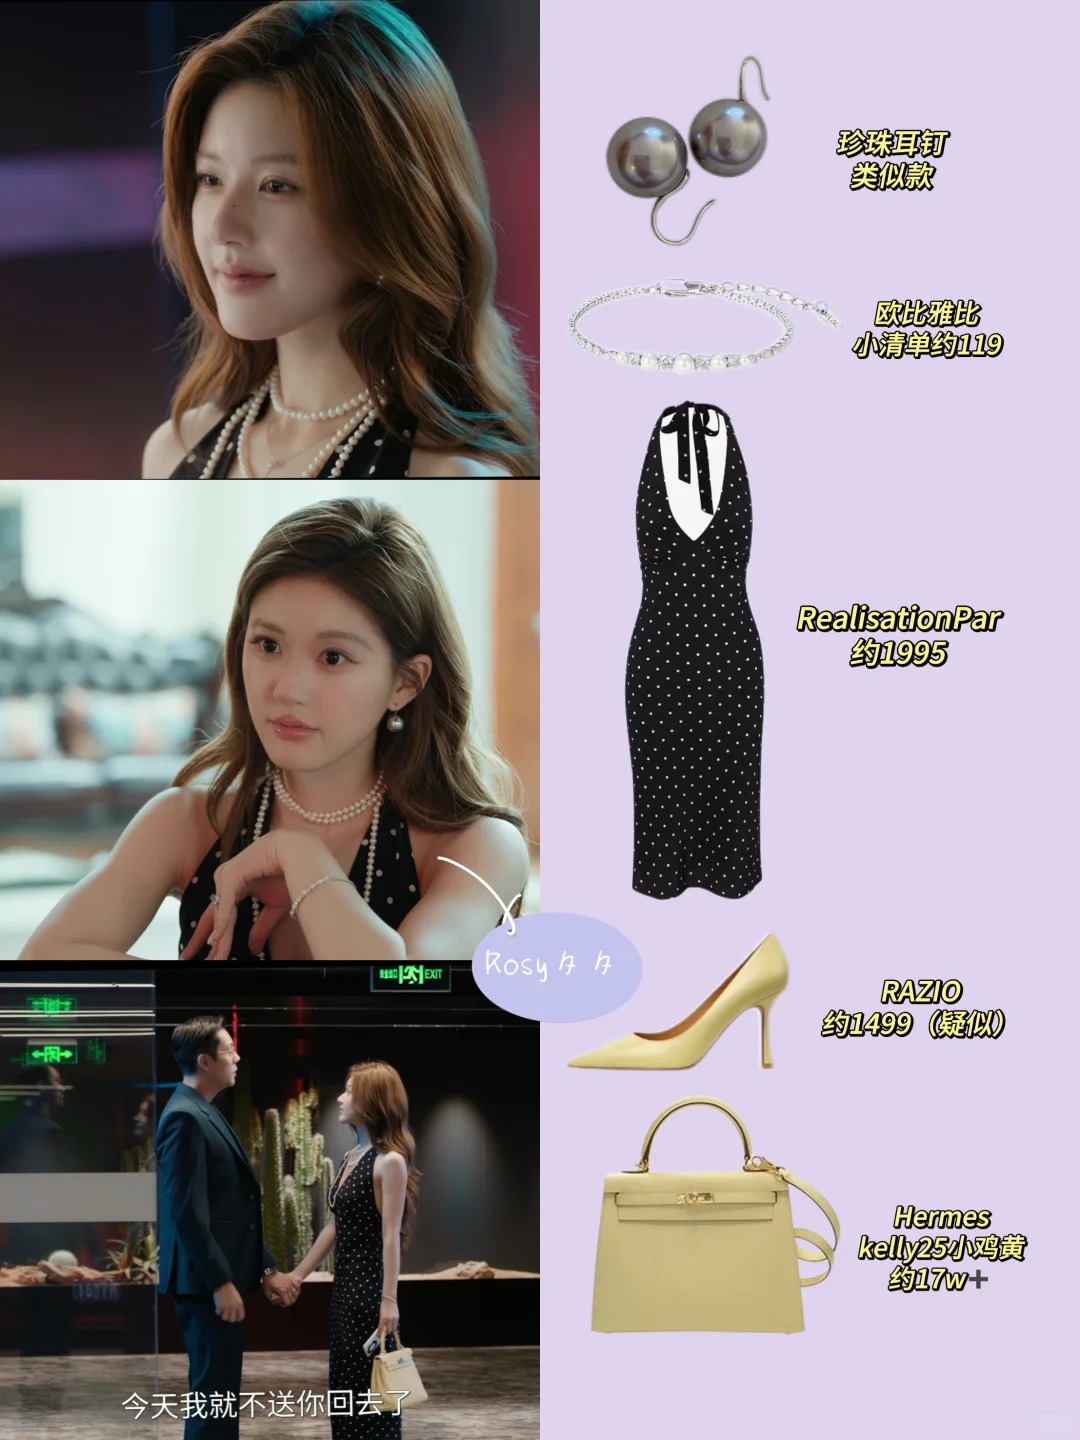 珍珠耳钉
类似款
欧比雅比
小清单约119
RealisationPar
约1995
Rosy夕夕
RAZIO
约1499（疑似）
Hermes
kelly25小鸡黄
约17w+
EXIT
今天我就不送你回去了